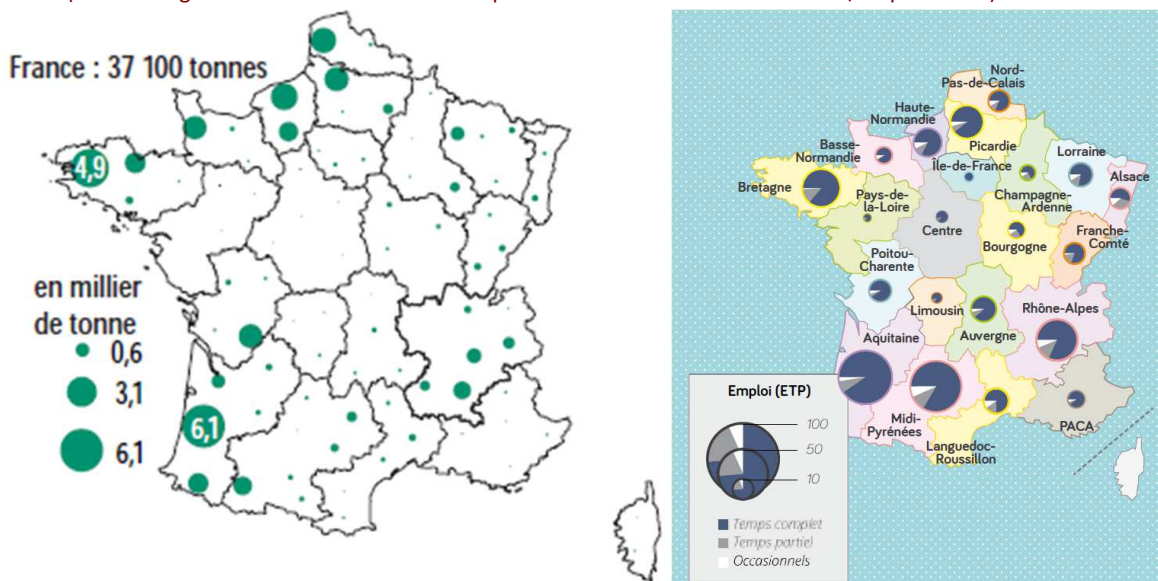 France : 37 100 tonnes
4,9
6,1
en millier
de tonne
0,6
3,1
6,1
Nord-
Pas-de-Calais
Haute-
Normandie
Picardie
Basse-
Normandie
Île-de-France
Lorraine
Alsace
Bretagne
Champagne-
Ardenne
Pays-de-
la-Loire
Centre
Bourgogne
Franche-
Comté
Poitou-
Charente
Limousin
Auvergne
Rhône-Alpes
Aquitaine
Midi-
Pyrénées
Languedoc-
Roussillon
PACA
Emploi (ETP)
100
50
10
Temps complet
Temps partiel
Occasionnels